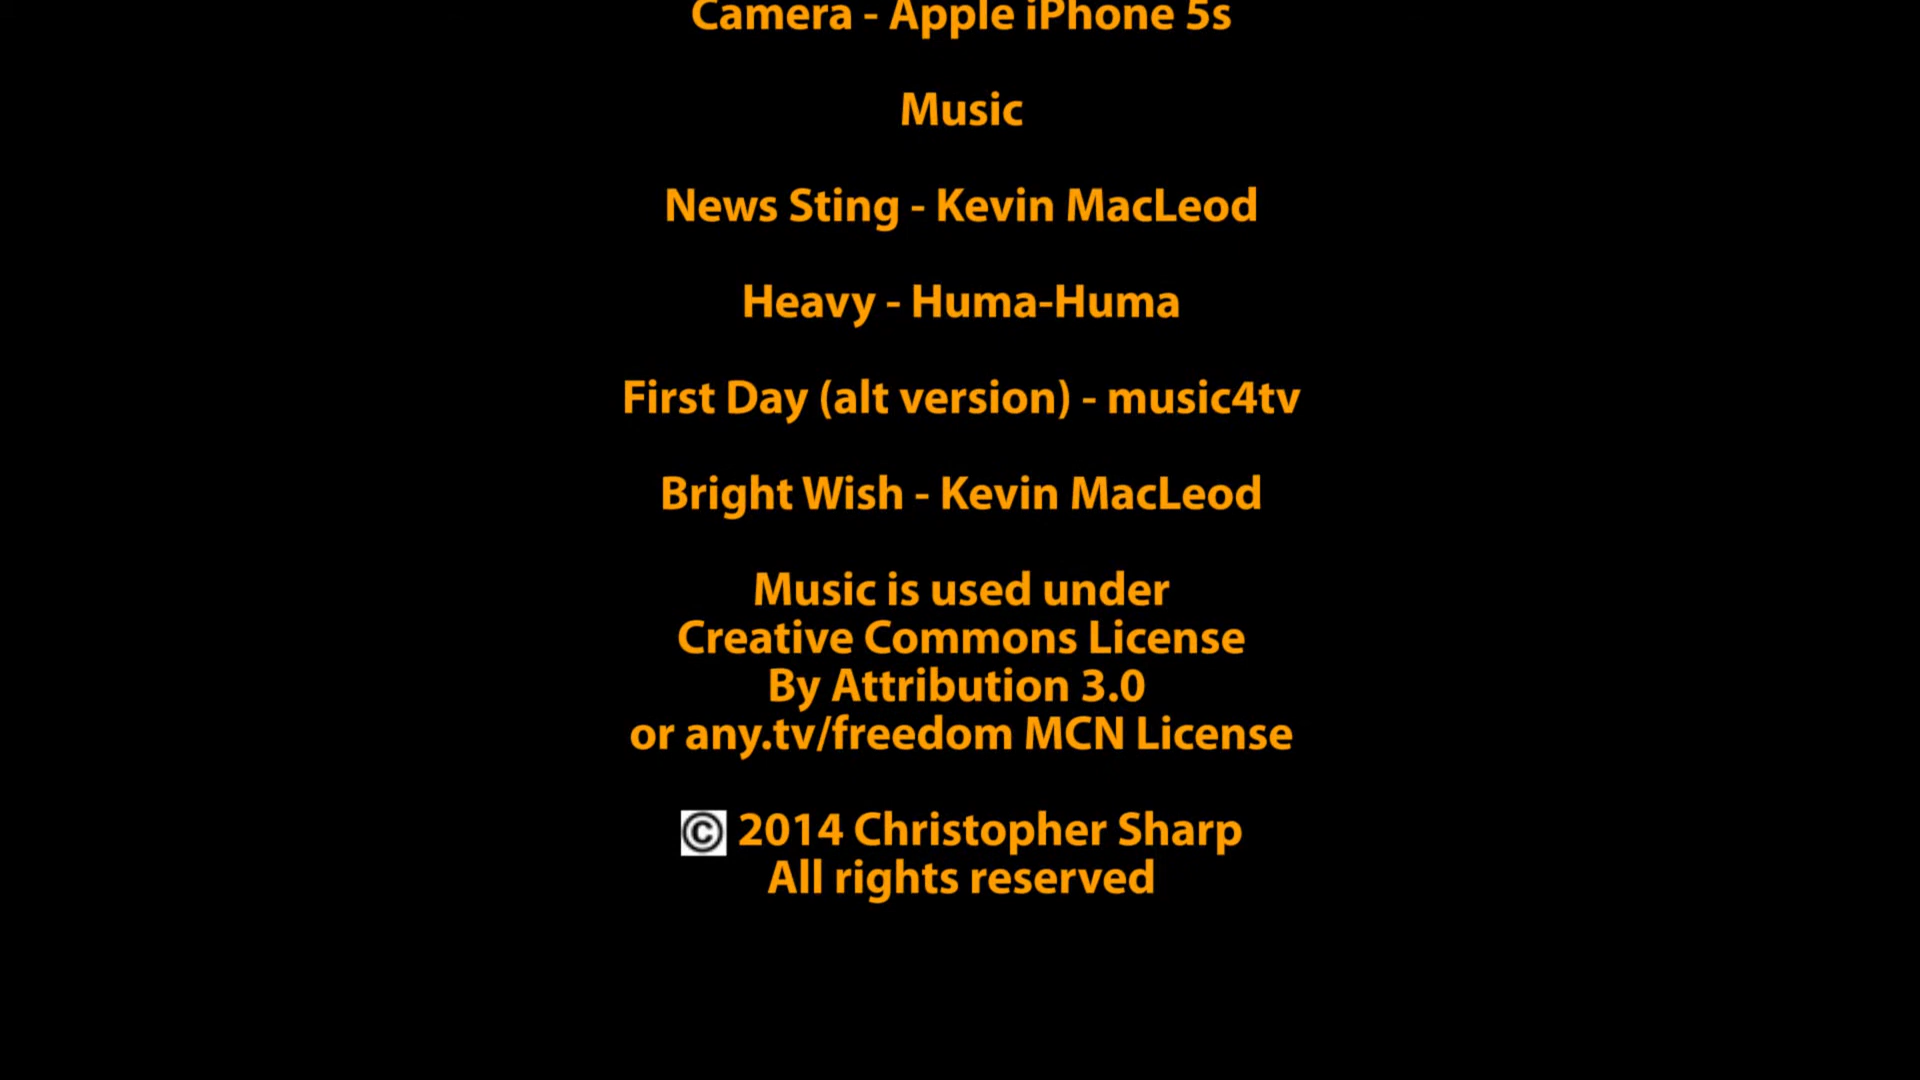 Camera - Apple iPhone 5s
Music
News Sting - Kevin MacLeod
Heavy - Huma-Huma
First Day (alt version) - music4tv
Bright Wish - Kevin MacLeod
Music is used under
Creative Commons License
By Attribution 3.0
or any.tv/freedom MCN License
© 2014 Christopher Sharp
All rights reserved